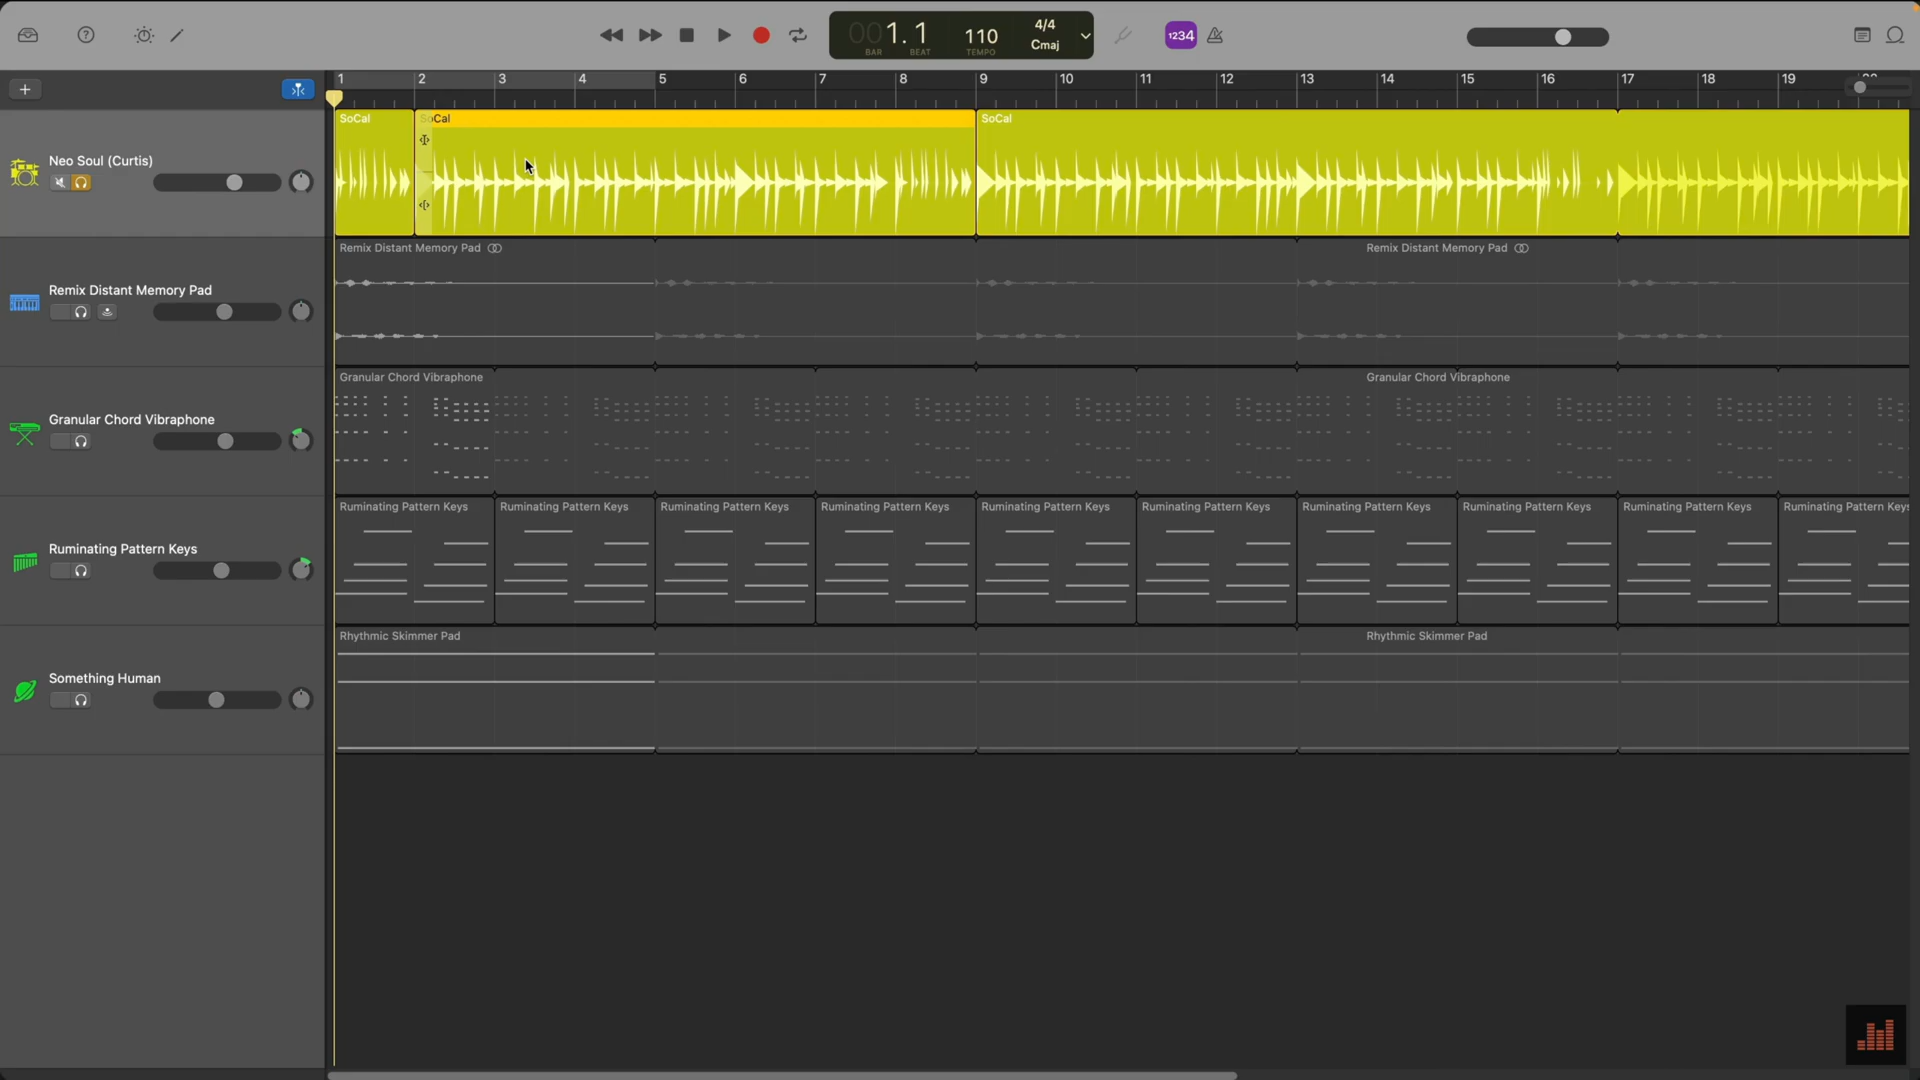 001.1
BAR
BEAT
110
TEMPO
4/4
Cmaj
1234
1 2 3 4 5 6 7 8 9 10 11 12 13 14 15 16 17 18 19
SoCal
SoCal
SoCal
Neo Soul (Curtis)
Remix Distant Memory Pad
Remix Distant Memory Pad
Remix Distant Memory Pad
Granular Chord Vibraphone
Granular Chord Vibraphone
Granular Chord Vibraphone
Ruminating Pattern Keys Ruminating Pattern Keys Ruminating Pattern Keys Ruminating Pattern Keys Ruminating Pattern Keys Ruminating Pattern Keys Ruminating Pattern Keys Ruminating Pattern Keys Ruminating Pattern Keys Ruminating Pattern Keys
Ruminating Pattern Keys
Rhythmic Skimmer Pad
Rhythmic Skimmer Pad
Something Human